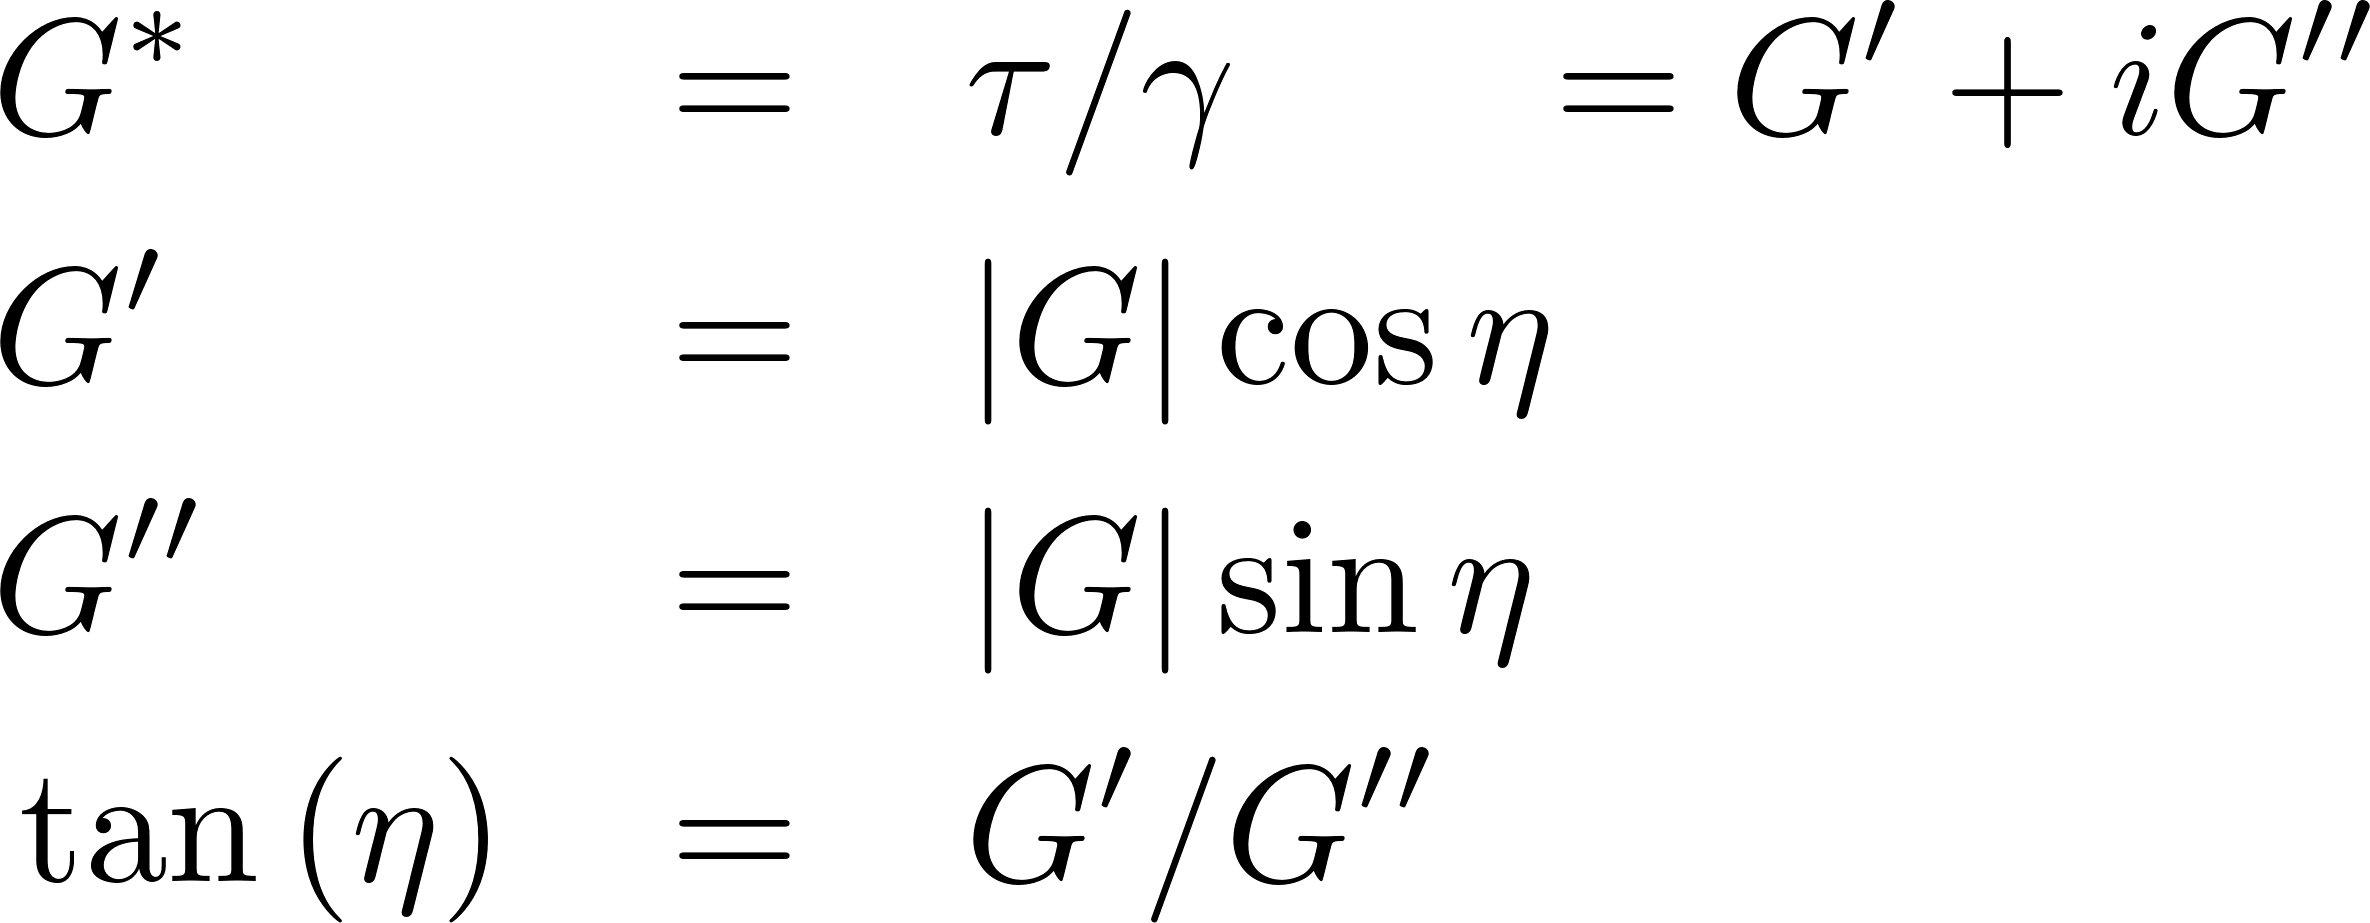 G* = τ/γ = G′ + iG″
G′ = |G| cos η
G″ = |G| sin η
tan (η) = G′/G″